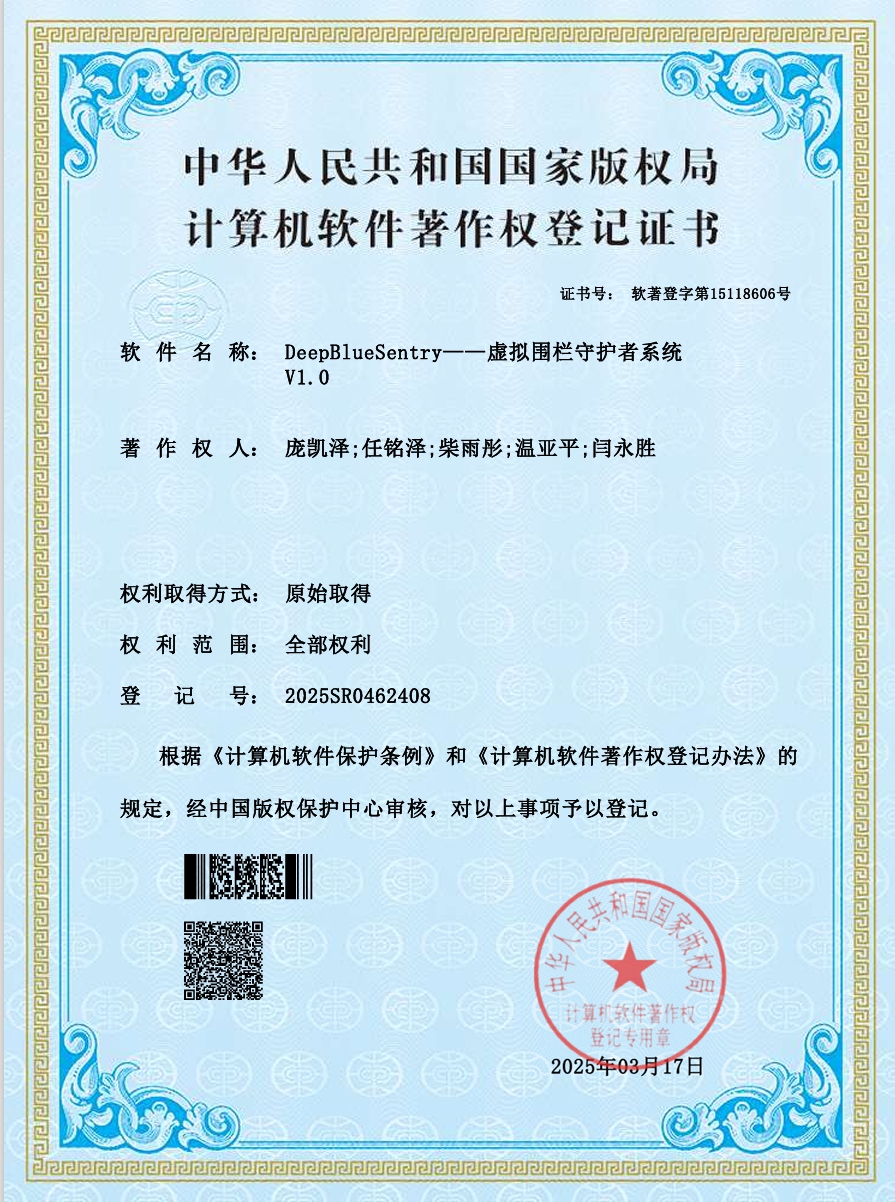 中华人民共和国国家版权局
计算机软件著作权登记证书
证书号： 软著登字第15118606号
软件名称： DeepBlueSentry——虚拟围栏守护者系统
V1.0
著作权人： 庞凯泽;任铭泽;柴雨彤;温亚平;闫永胜
权利取得方式： 原始取得
权利范围： 全部权利
登记号： 2025SR0462408
根据《计算机软件保护条例》和《计算机软件著作权登记办法》的
规定，经中国版权保护中心审核，对以上事项予以登记。
中华人民共和国国家版权局
计算机软件著作权
登记专用章
2025年03月17日